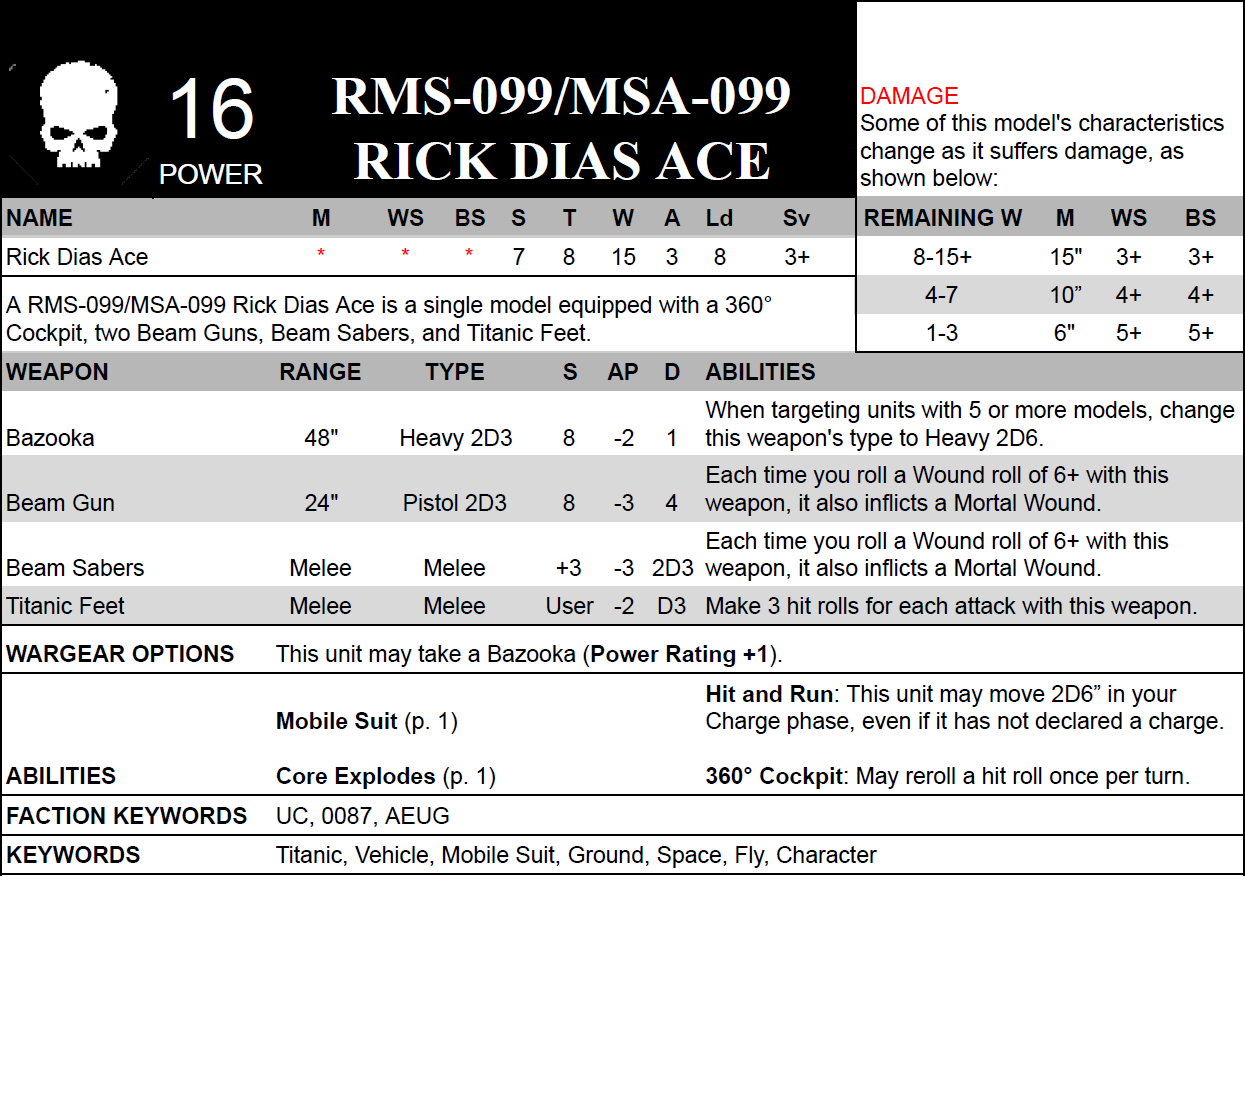 16
POWER
RMS-099/MSA-099
RICK DIAS ACE
DAMAGE
Some of this model's characteristics
change as it suffers damage, as
shown below:
NAME M WS BS S T W A Ld Sv
Rick Dias Ace * * * 7 8 15 3 8 3+
A RMS-099/MSA-099 Rick Dias Ace is a single model equipped with a 360°
Cockpit, two Beam Guns, Beam Sabers, and Titanic Feet.
REMAINING W M WS BS
8-15+ 15" 3+ 3+
4-7 10” 4+ 4+
1-3 6" 5+ 5+
WEAPON RANGE TYPE S AP D ABILITIES
When targeting units with 5 or more models, change
Bazooka 48" Heavy 2D3 8 -2 1 this weapon's type to Heavy 2D6.
Each time you roll a Wound roll of 6+ with this
Beam Gun 24" Pistol 2D3 8 -3 4 weapon, it also inflicts a Mortal Wound.
Each time you roll a Wound roll of 6+ with this
Beam Sabers Melee Melee +3 -3 2D3 weapon, it also inflicts a Mortal Wound.
Titanic Feet Melee Melee User -2 D3 Make 3 hit rolls for each attack with this weapon.
WARGEAR OPTIONS This unit may take a Bazooka (Power Rating +1).
Hit and Run: This unit may move 2D6” in your
Mobile Suit (p. 1) Charge phase, even if it has not declared a charge.
ABILITIES Core Explodes (p. 1) 360° Cockpit: May reroll a hit roll once per turn.
FACTION KEYWORDS UC, 0087, AEUG
KEYWORDS Titanic, Vehicle, Mobile Suit, Ground, Space, Fly, Character